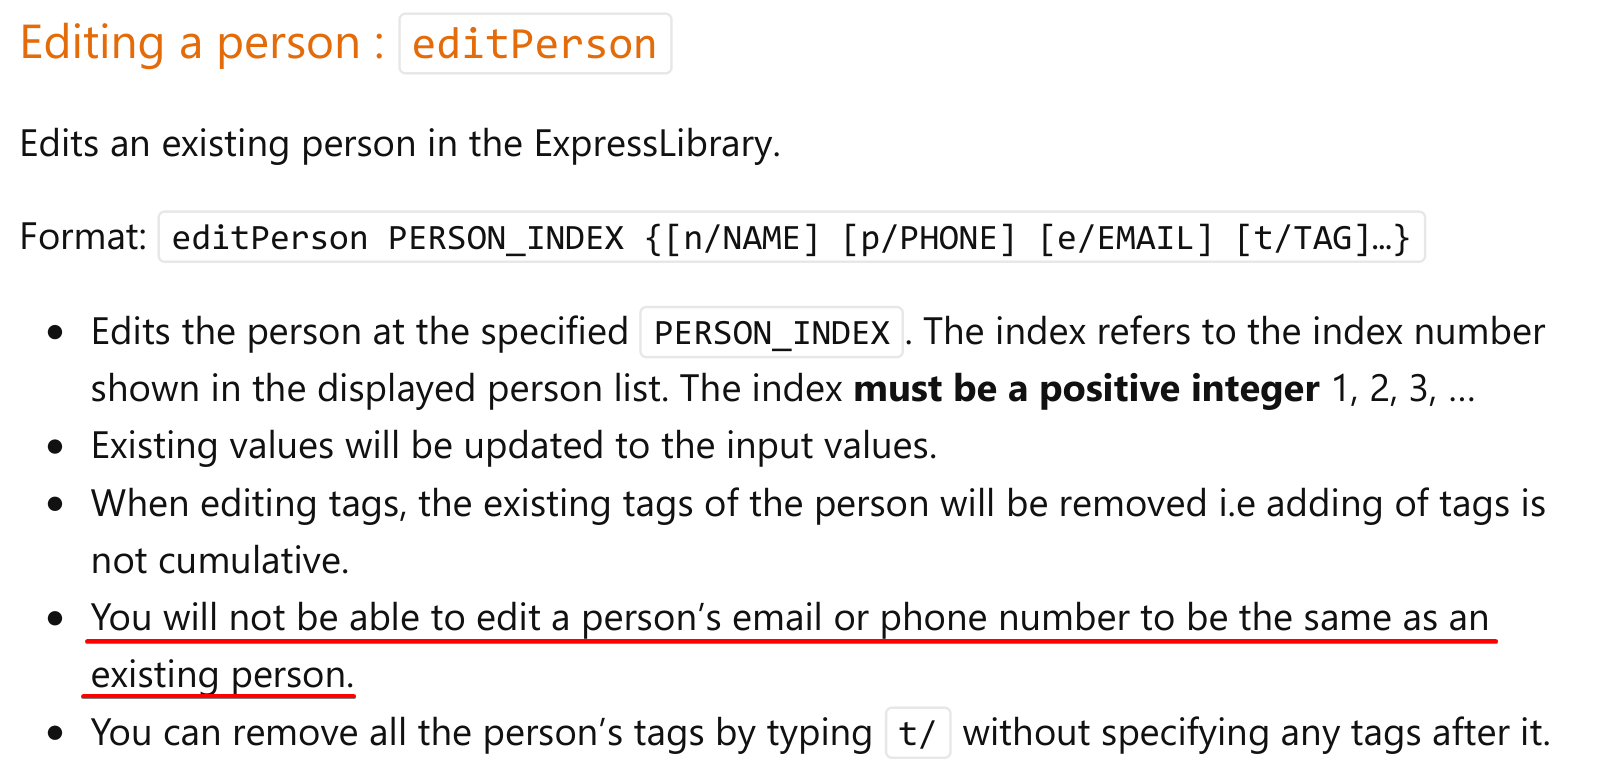 Editing a person : editPerson
Edits an existing person in the ExpressLibrary.
Format: editPerson PERSON_INDEX {[n/NAME] [p/PHONE] [e/EMAIL] [t/TAG]…}
• Edits the person at the specified PERSON_INDEX. The index refers to the index number
shown in the displayed person list. The index must be a positive integer 1, 2, 3, …
• Existing values will be updated to the input values.
• When editing tags, the existing tags of the person will be removed i.e adding of tags is
not cumulative.
• You will not be able to edit a person’s email or phone number to be the same as an
existing person.
• You can remove all the person’s tags by typing t/ without specifying any tags after it.